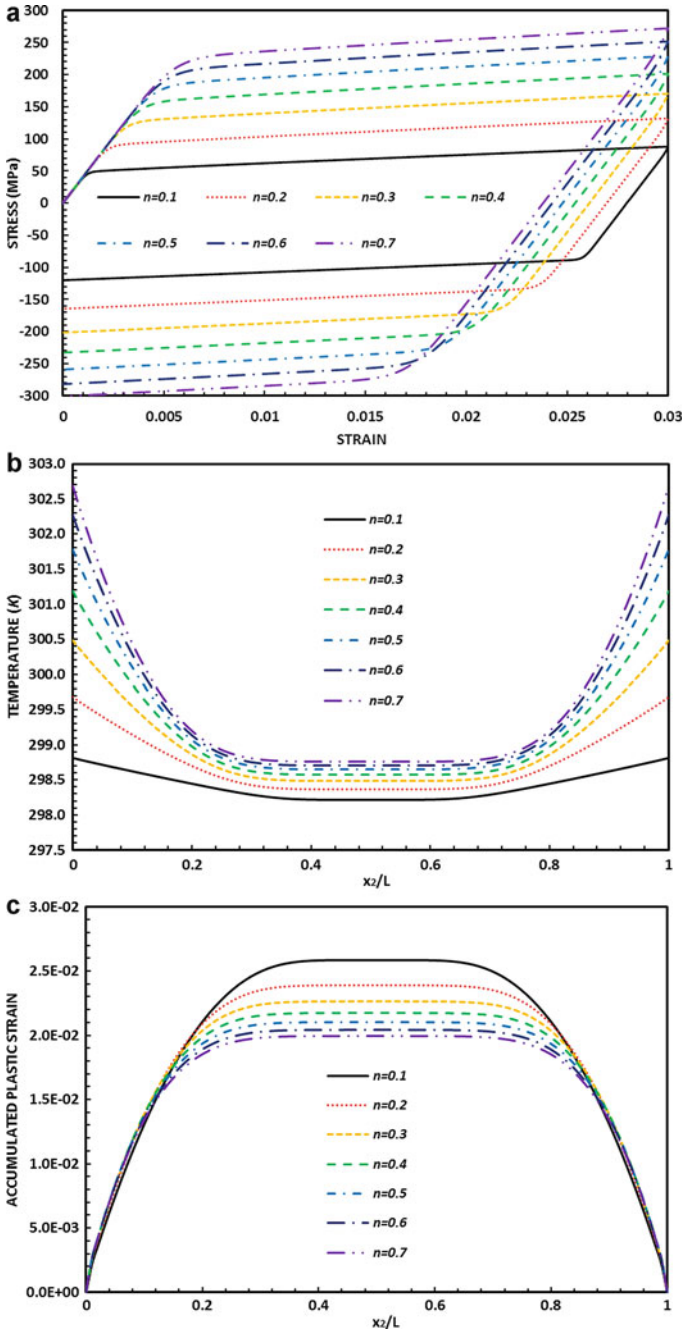 a
300
250
200
150
100
50
0
-50
-100
-150
-200
-250
-300
STRESS (MPa)
n=0.1 n=0.2 n=0.3 n=0.4
n=0.5 n=0.6 n=0.7
0 0.005 0.01 0.015 0.02 0.025 0.03
STRAIN
b
303.0
302.5
302.0
301.5
301.0
300.5
300.0
299.5
299.0
298.5
298.0
297.5
TEMPERATURE (K)
n=0.1
n=0.2
n=0.3
n=0.4
n=0.5
n=0.6
n=0.7
0 0.2 0.4 0.6 0.8 1
x₂/L
c
3.0E-02
2.5E-02
2.0E-02
1.5E-02
1.0E-02
5.0E-03
0.0E+00
ACCUMULATED PLASTIC STRAIN
n=0.1
n=0.2
n=0.3
n=0.4
n=0.5
n=0.6
n=0.7
0 0.2 0.4 0.6 0.8 1
x₂/L